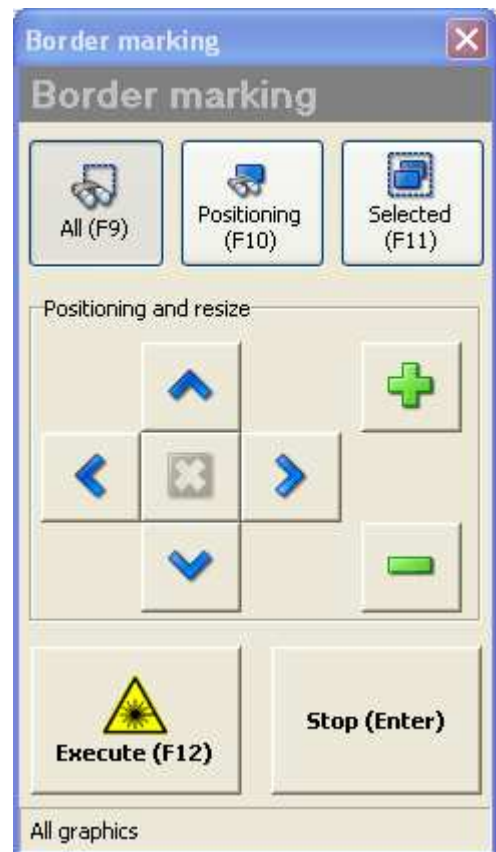 Border marking
Border marking
All (F9)
Positioning
(F10)
Selected
(F11)
Positioning and resize
Execute (F12)
Stop (Enter)
All graphics